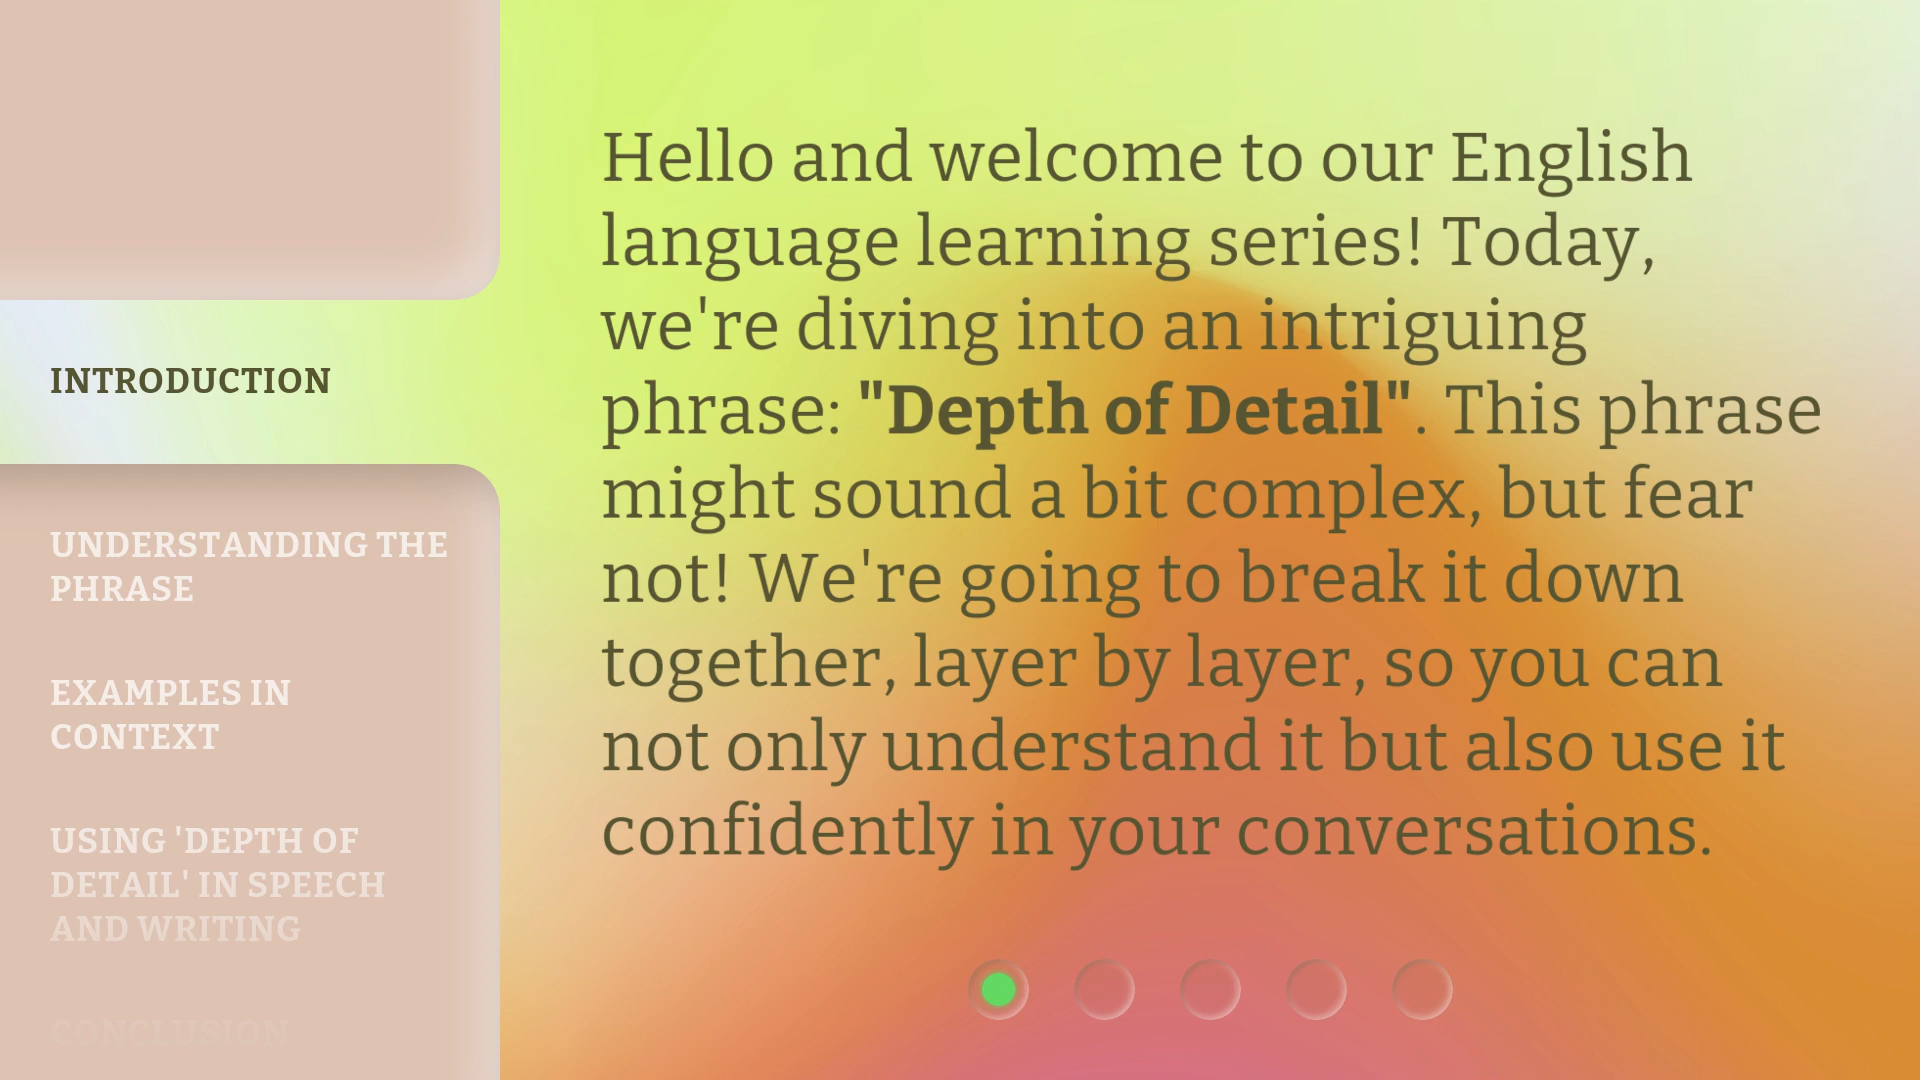 INTRODUCTION
UNDERSTANDING THE
PHRASE
EXAMPLES IN
CONTEXT
USING 'DEPTH OF
DETAIL' IN SPEECH
AND WRITING
CONCLUSION
Hello and welcome to our English
language learning series! Today,
we're diving into an intriguing
phrase: "Depth of Detail". This phrase
might sound a bit complex, but fear
not! We're going to break it down
together, layer by layer, so you can
not only understand it but also use it
confidently in your conversations.